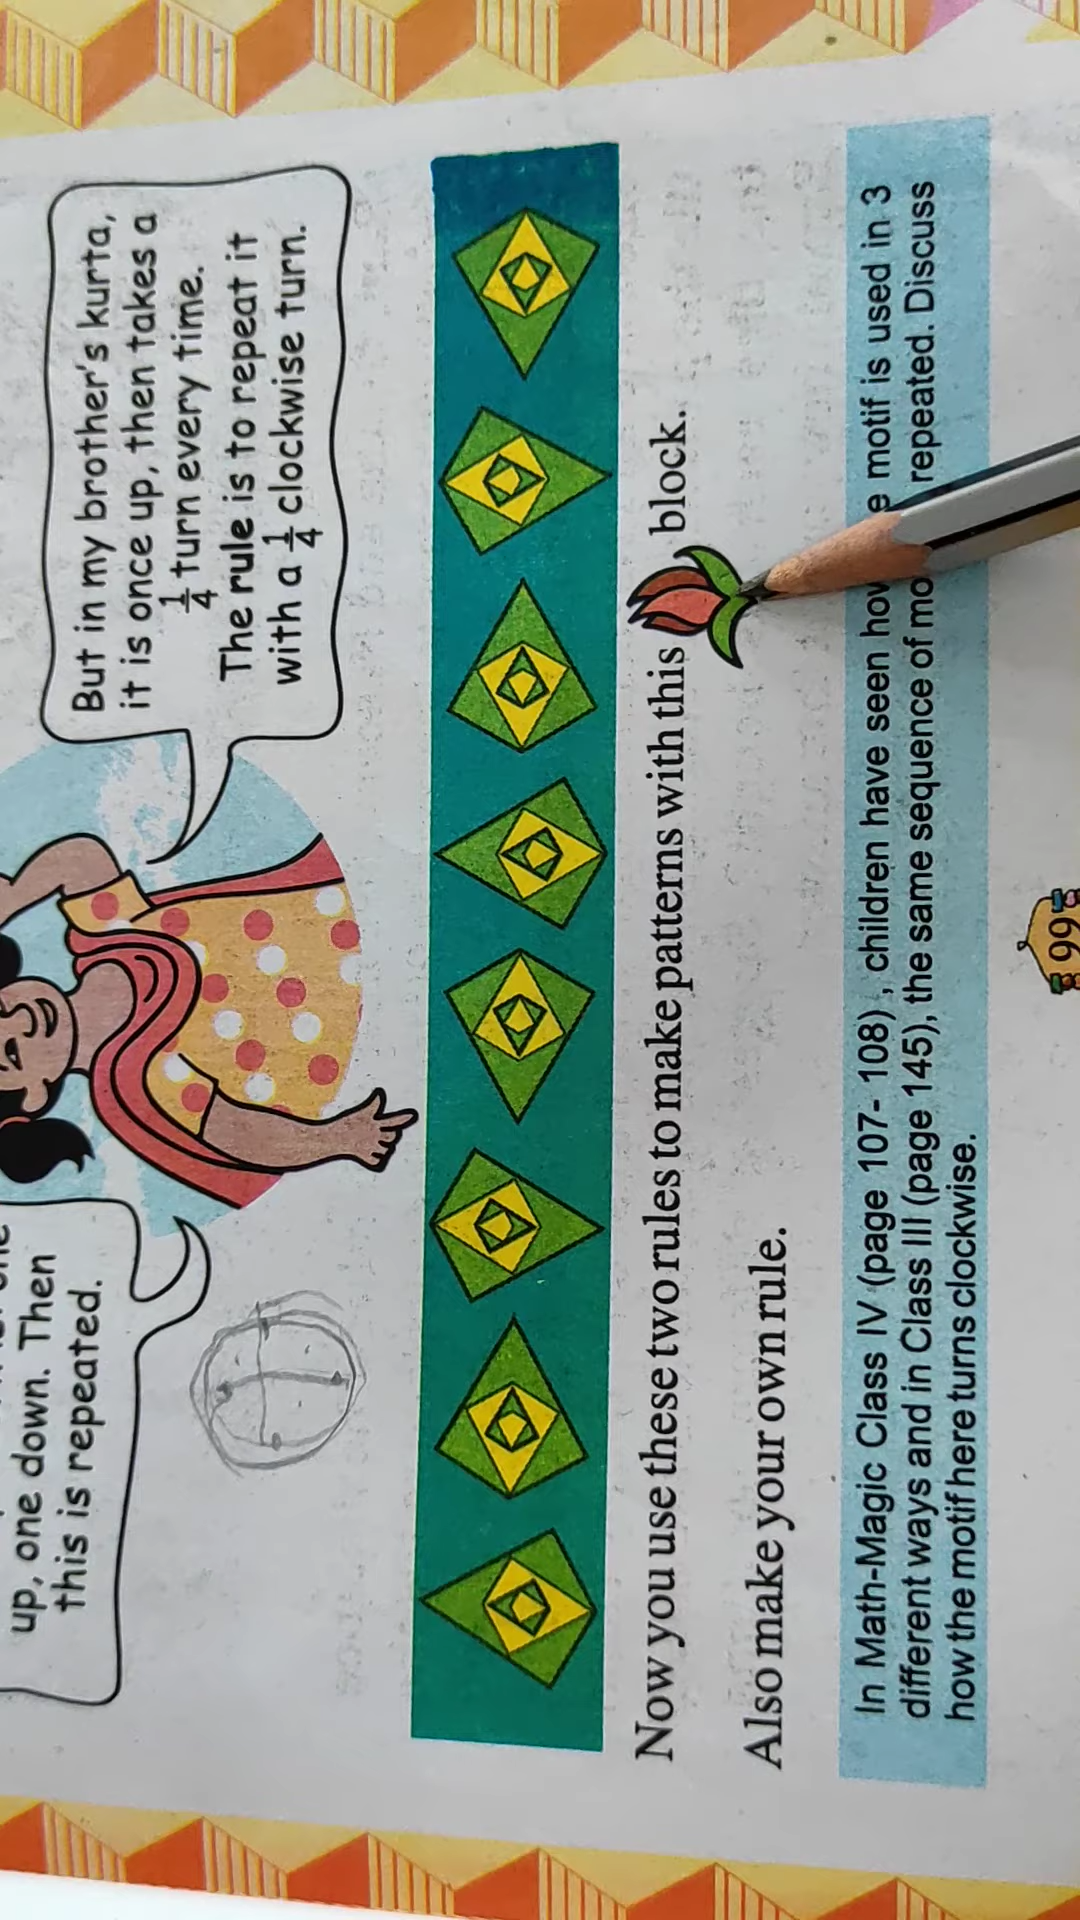 up, one down. Then
this is repeated.
But in my brother's kurta,
it is once up, then takes a
1/4 turn every time.
The rule is to repeat it
with a 1/4 clockwise turn.
Now you use these two rules to make patterns with this block.
Also make your own rule.
In Math-Magic Class IV (page 107- 108) , children have seen how motif is used in 3
different ways and in Class III (page 145), the same sequence of repeated. Discuss
how the motif here turns clockwise.
99